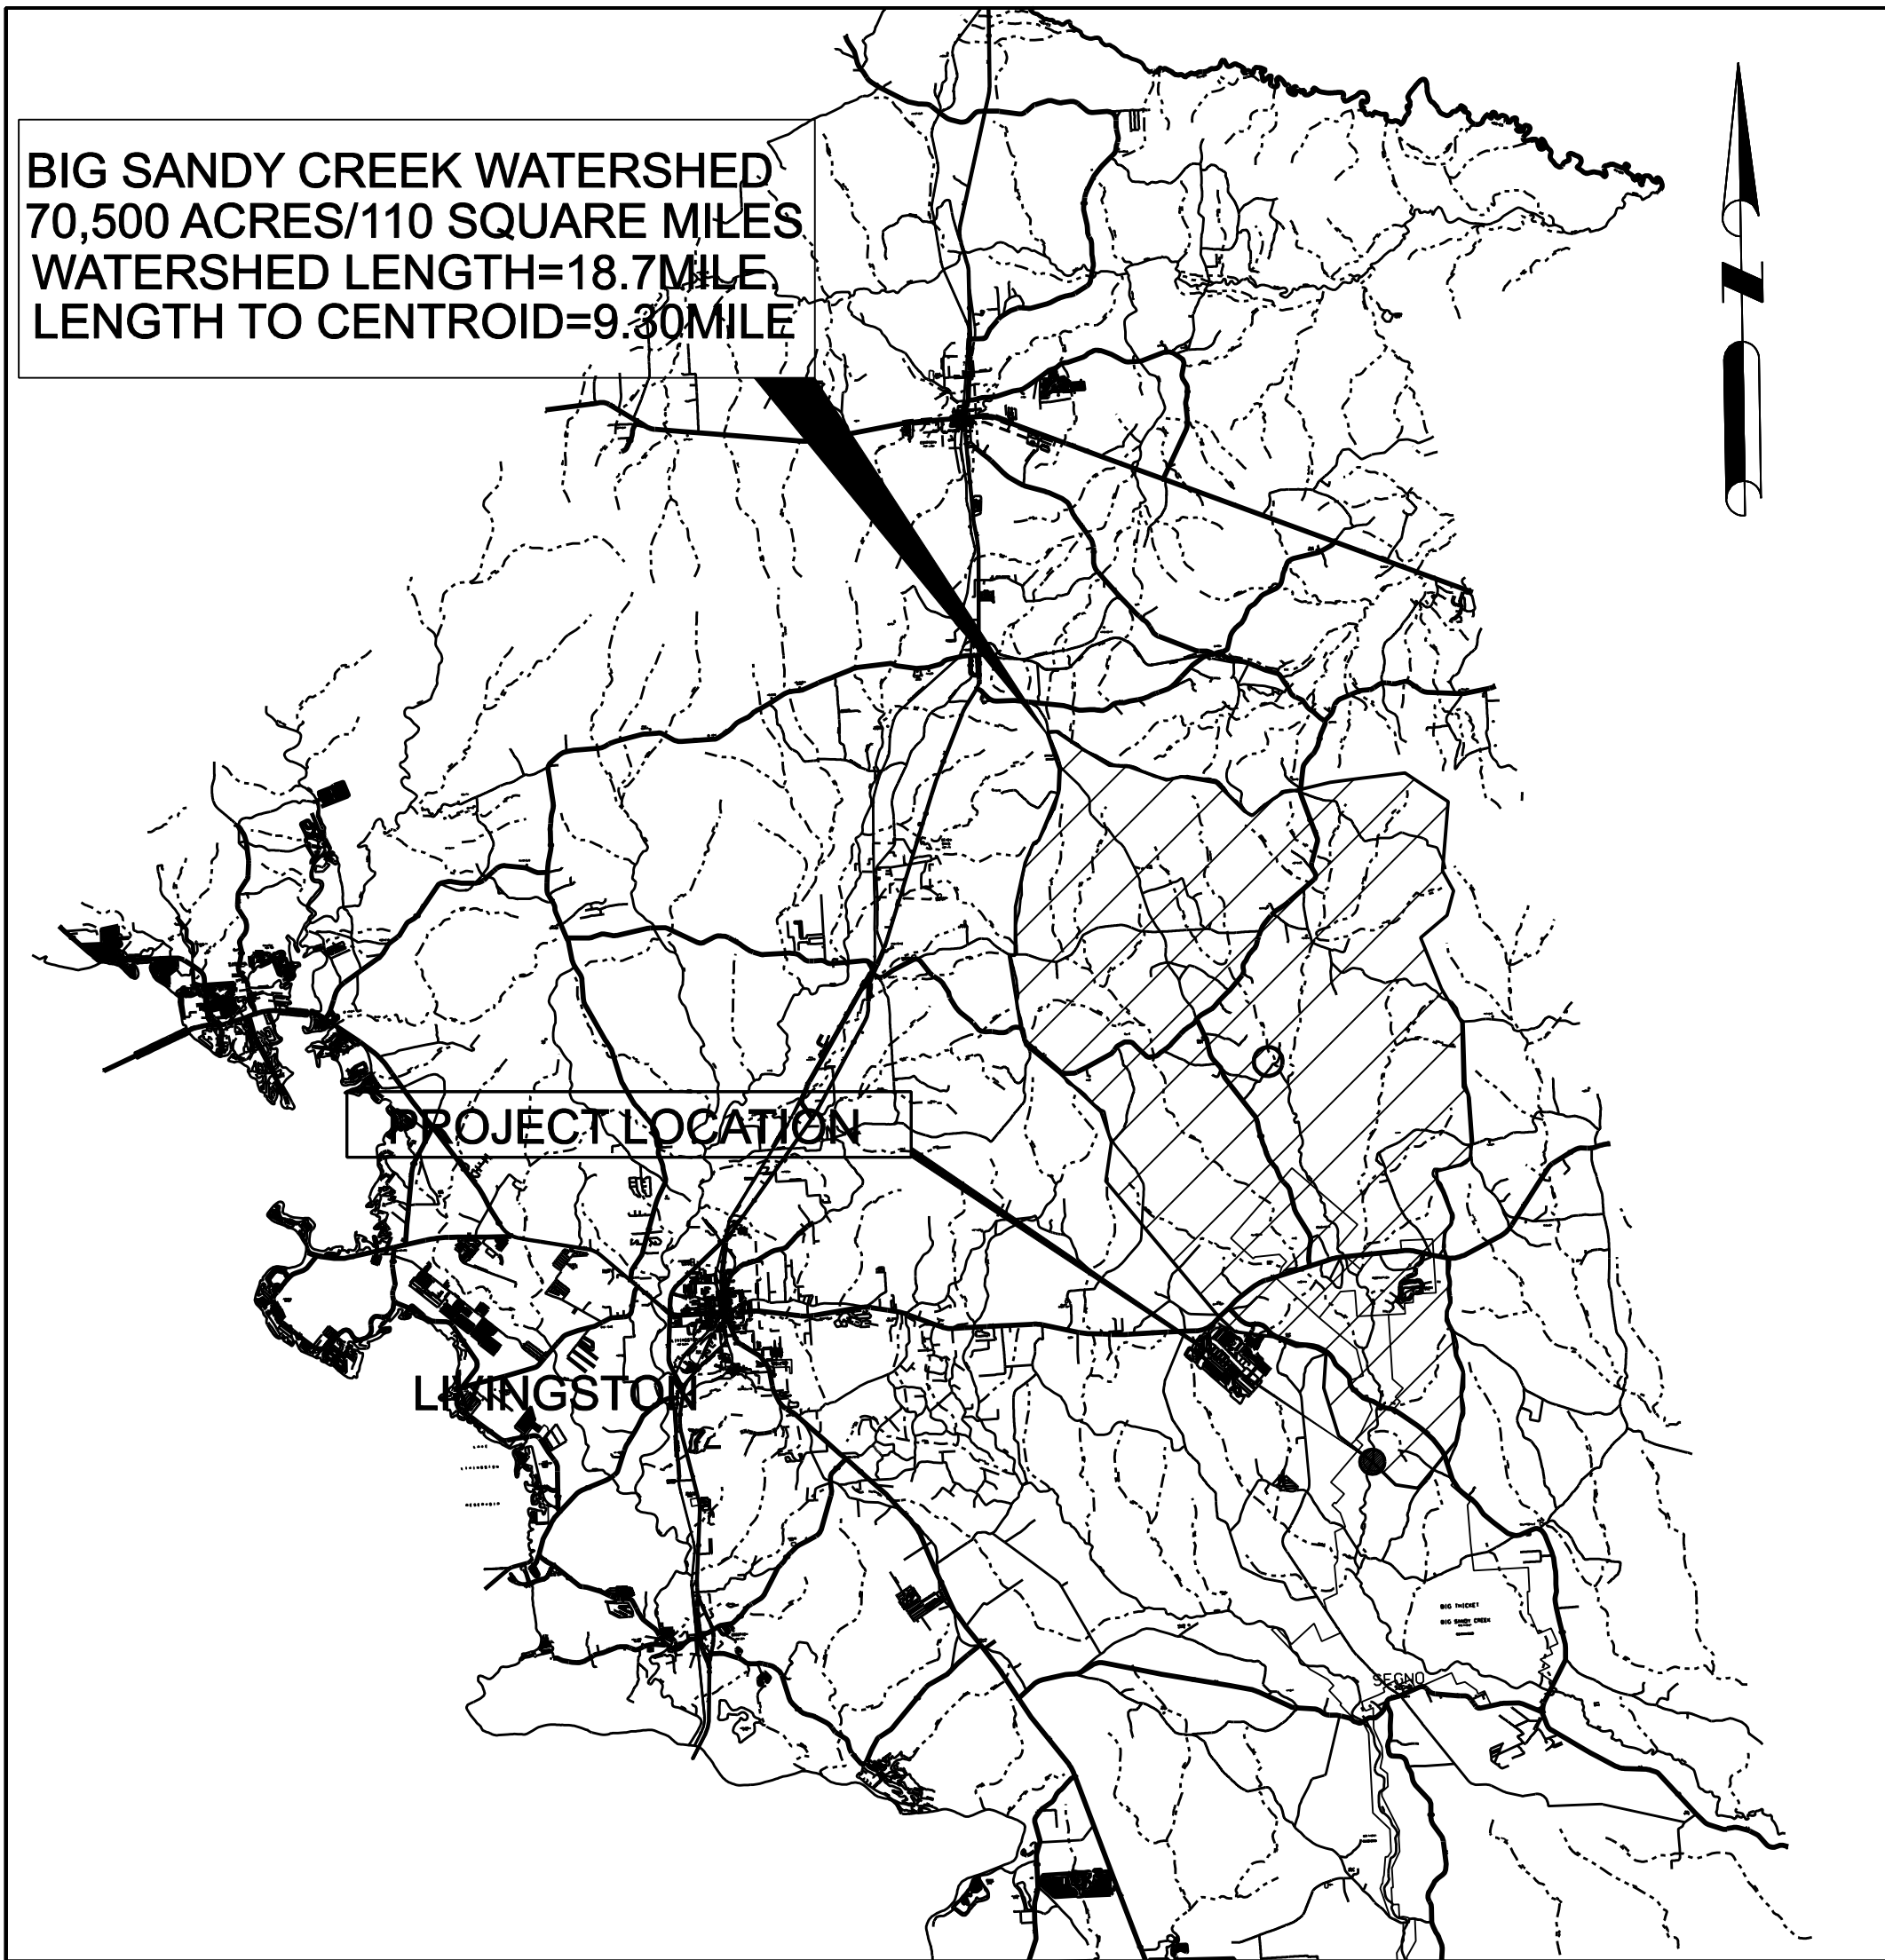 BIG SANDY CREEK WATERSHED
70,500 ACRES/110 SQUARE MILES
WATERSHED LENGTH=18.7MILE.
LENGTH TO CENTROID=9.30MILE
N
PROJECT LOCATION
LIVINGSTON
BIG THICKET
BIG SANDY CREEK
SEGNO